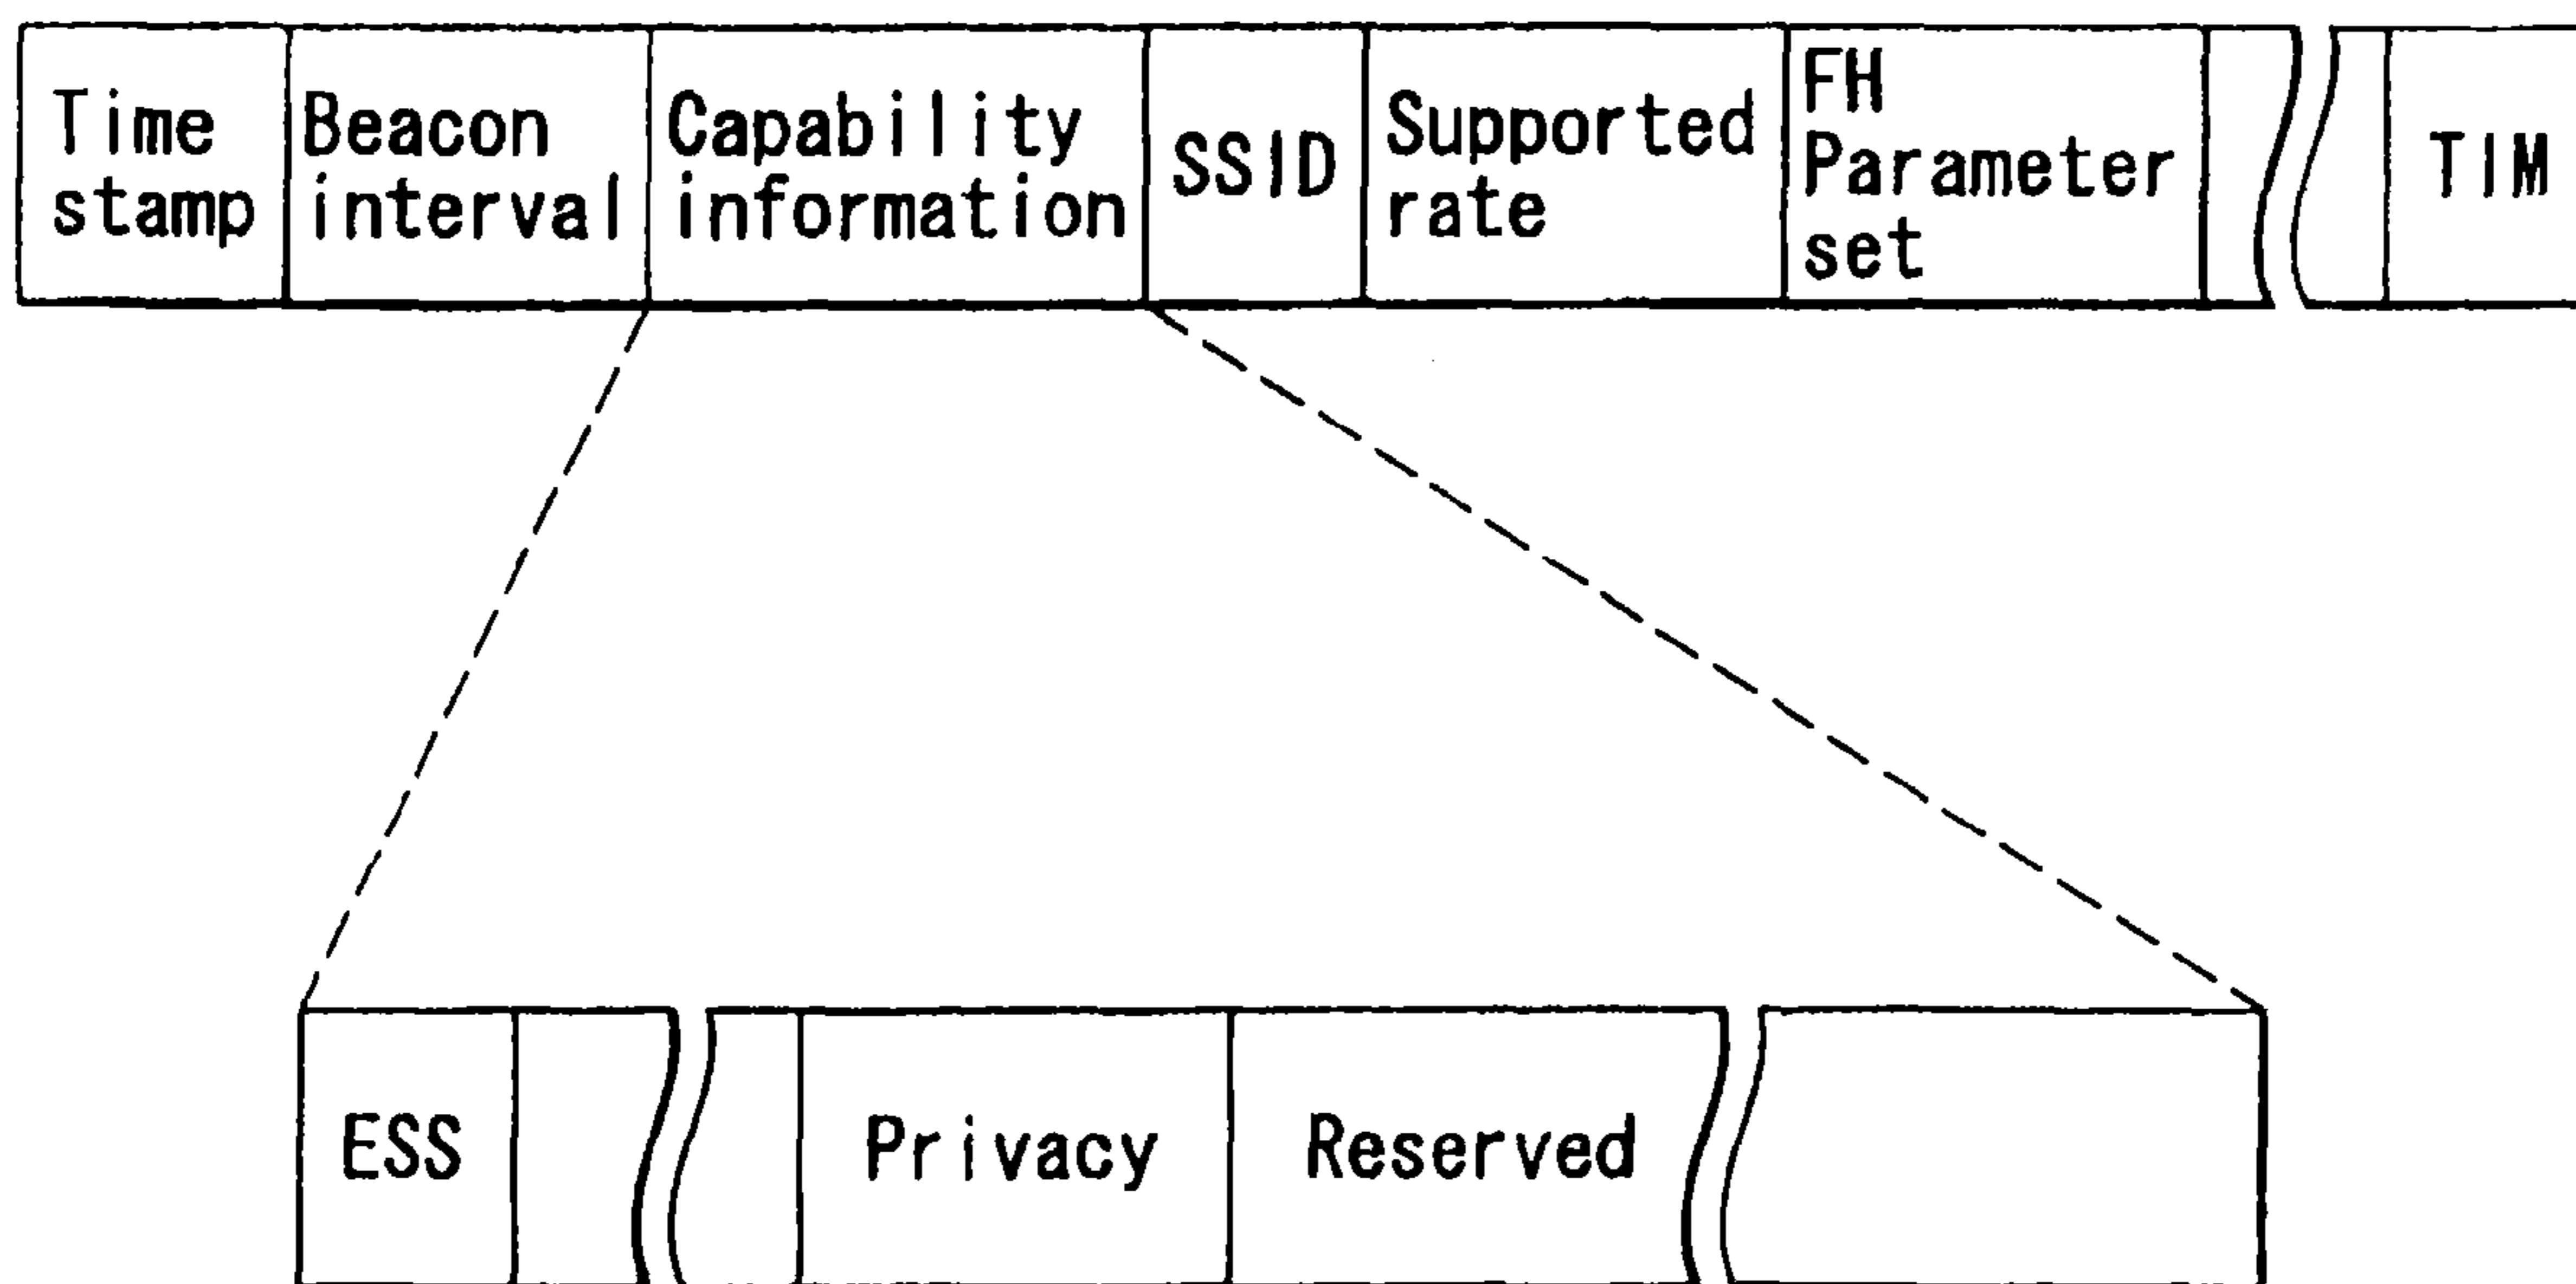 Time
stamp
Beacon
interval
Capability
information
SSID
Supported
rate
FH
Parameter
set
TIM
ESS
Privacy
Reserved